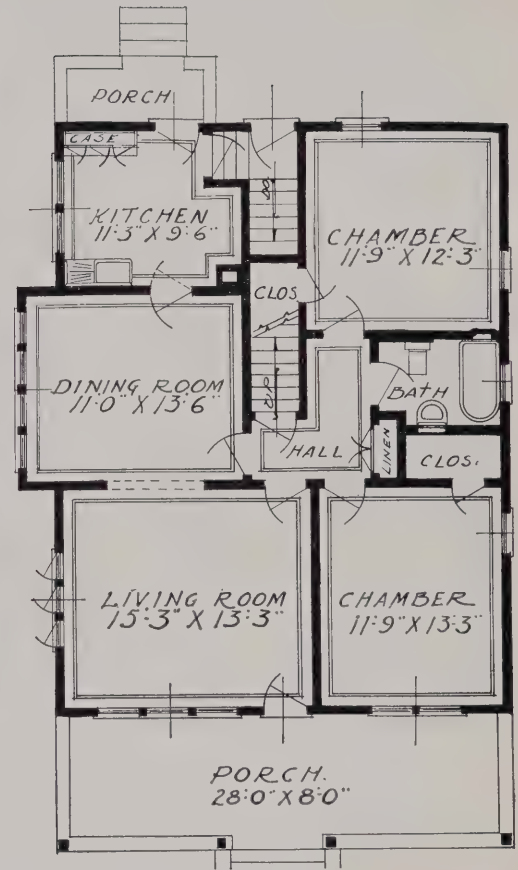 PORCH
CASE
KITCHEN
11'-3" X 9'-6"
DN
CHAMBER
11'-9" X 12'-3"
CLOS
DINING ROOM
11'-0" X 13'-6"
UP
HALL
BATH
LINEN
CLOS.
LIVING ROOM
15'-3" X 13'-3"
CHAMBER
11'-9" X 13'-3"
PORCH.
28'-0" X 8'-0"